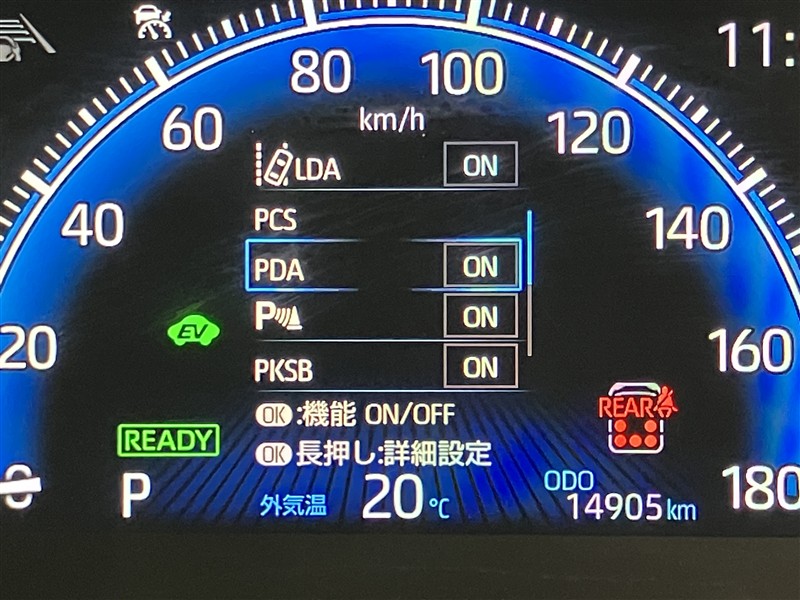 11:
80 100
60 km/h 120
LDA ON
40 PCS 140
PDA ON
EV P ON
20 160
PKSB ON
REAR
OK:機能 ON/OFF
READY OK長押し:詳細設定
P 外気温 20℃ ODO 180
14905km